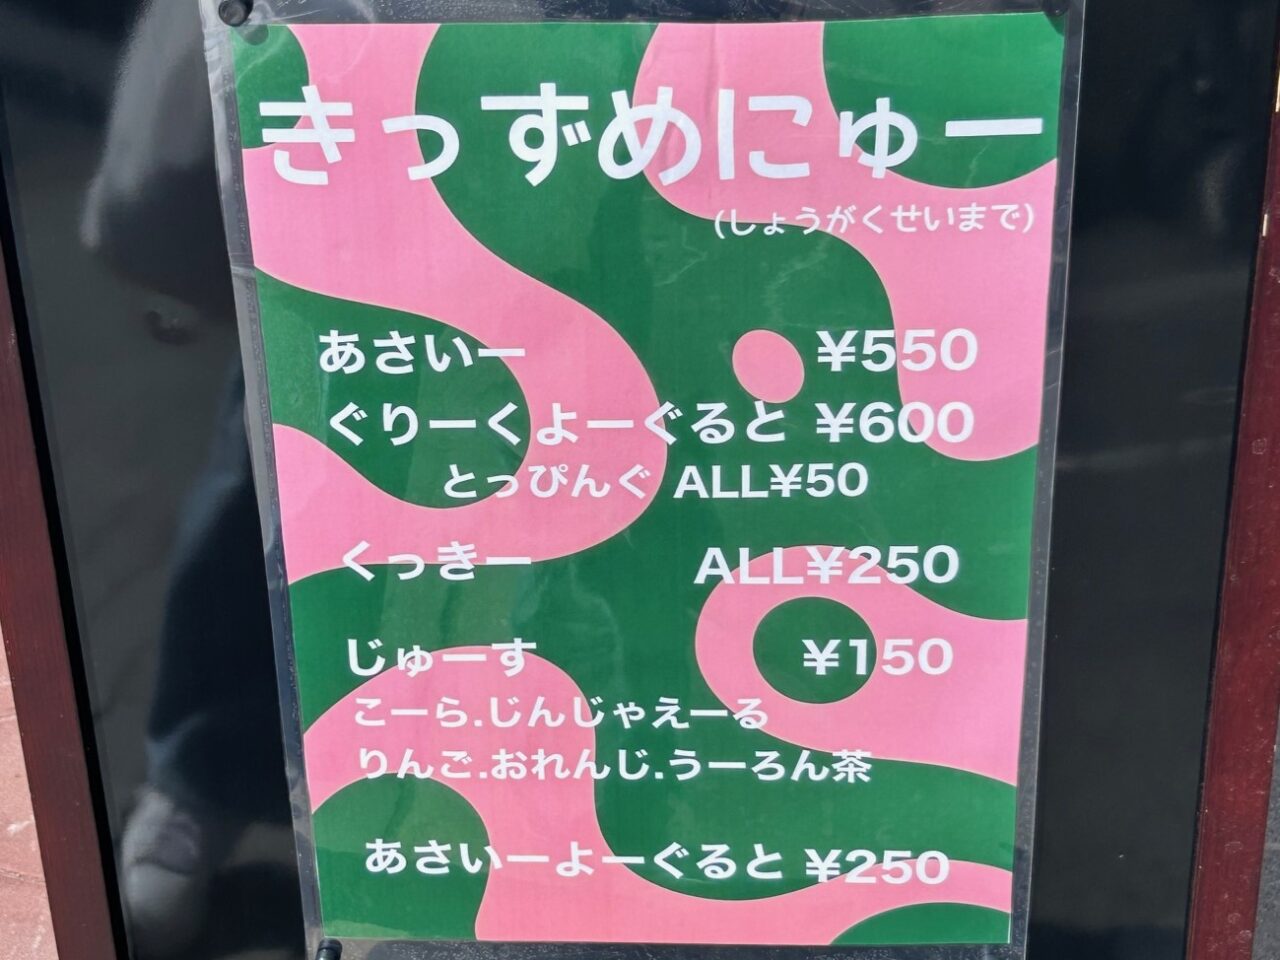 きっずめにゅー
(しょうがくせいまで)
あさいー ¥550
ぐりーくよーぐると ¥600
とっぴんぐ ALL¥50
くっきー ALL¥250
じゅーす ¥150
こーら.じんじゃえーる
りんご.おれんじ.うーろん茶
あさいーよーぐると ¥250